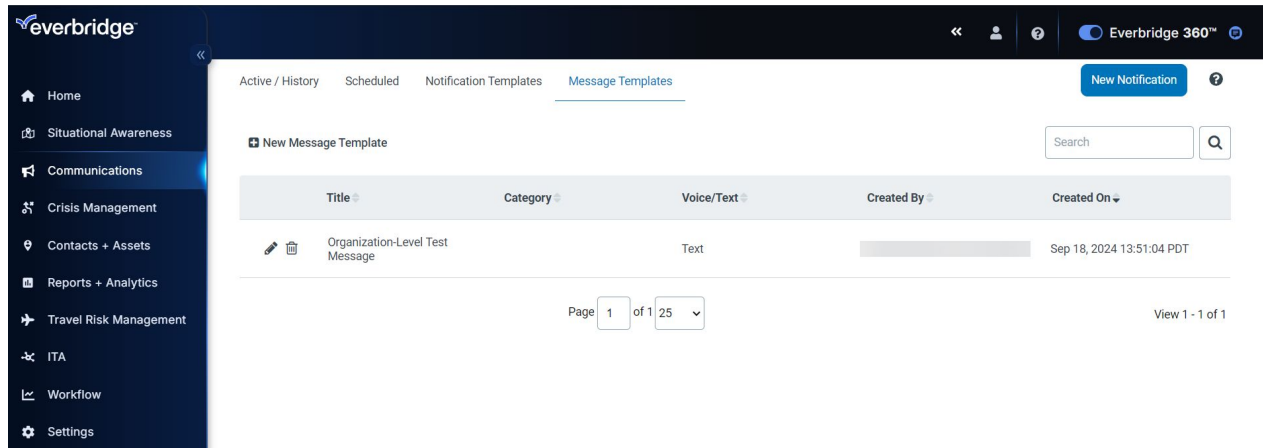 everbridge™
Everbridge 360™
Home
Situational Awareness
Communications
Crisis Management
Contacts + Assets
Reports + Analytics
Travel Risk Management
ITA
Workflow
Settings
Active / History Scheduled Notification Templates Message Templates New Notification
New Message Template Search
Title Category Voice/Text Created By Created On
Organization-Level Test
Message
Text Sep 18, 2024 13:51:04 PDT
Page 1 of 1 25 View 1 - 1 of 1